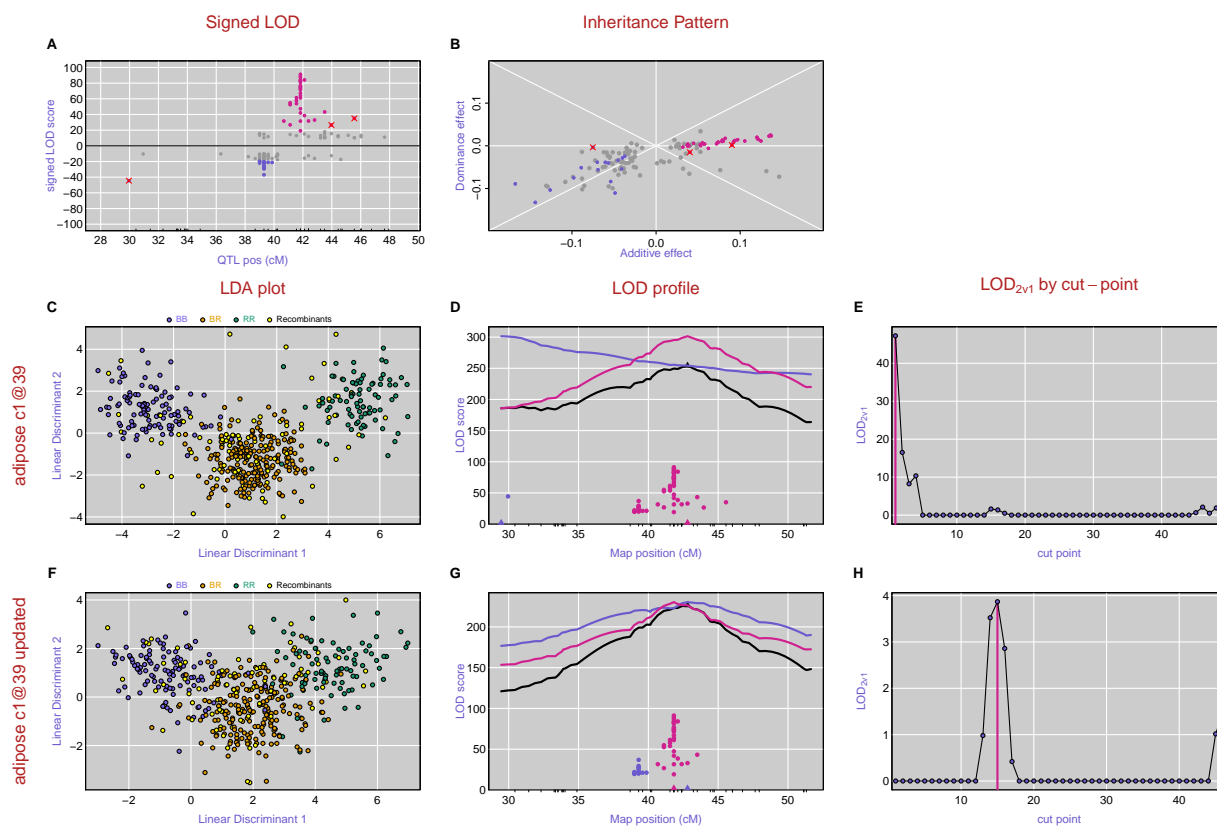 Signed LOD
Inheritance Pattern
A
B
signed LOD score
100
80
60
40
20
0
−20
−40
−60
−80
−100
28 30 32 34 36 38 40 42 44 46 48 50
QTL pos (cM)
Dominance effect
0.1
0.0
−0.1
−0.1 0.0 0.1
Additive effect
LDA plot
LOD profile
LOD2v1 by cut−point
C
D
E
adipose c1@39
BB BR RR Recombinants
Linear Discriminant 2
4
2
0
−2
−4
−4 −2 0 2 4 6
Linear Discriminant 1
LOD score
300
250
200
150
100
50
0
30 35 40 45 50
Map position (cM)
LOD2v1
40
30
20
10
0
10 20 30 40
cut point
F
G
H
adipose c1@39 updated
BB BR RR Recombinants
Linear Discriminant 2
4
2
0
−2
−2 0 2 4 6
Linear Discriminant 1
LOD score
200
150
100
50
0
30 35 40 45 50
Map position (cM)
LOD2v1
4
3
2
1
0
10 20 30 40
cut point